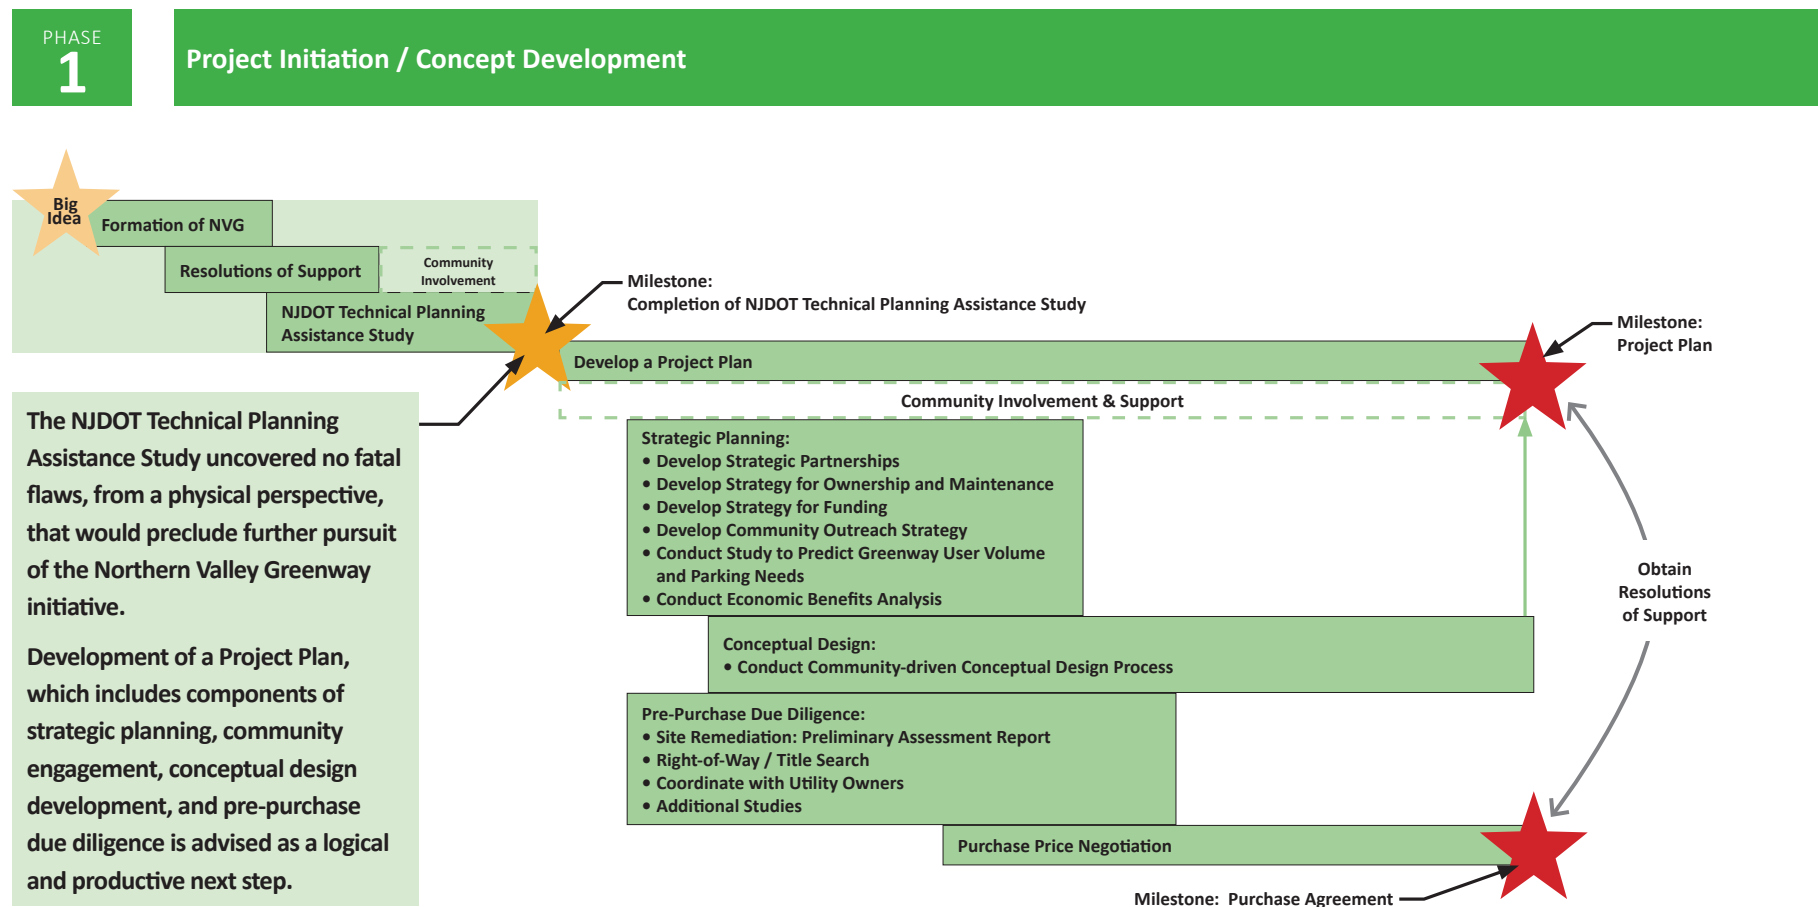 PHASE
1
Project Initiation / Concept Development
Big
Idea
Formation of NVG
Resolutions of Support
Community
Involvement
NJDOT Technical Planning
Assistance Study
Milestone:
Completion of NJDOT Technical Planning Assistance Study
Milestone:
Project Plan
Develop a Project Plan
Community Involvement & Support
The NJDOT Technical Planning
Assistance Study uncovered no fatal
flaws, from a physical perspective,
that would preclude further pursuit
of the Northern Valley Greenway
initiative.
Development of a Project Plan,
which includes components of
strategic planning, community
engagement, conceptual design
development, and pre-purchase
due diligence is advised as a logical
and productive next step.
Strategic Planning:
• Develop Strategic Partnerships
• Develop Strategy for Ownership and Maintenance
• Develop Strategy for Funding
• Develop Community Outreach Strategy
• Conduct Study to Predict Greenway User Volume
and Parking Needs
• Conduct Economic Benefits Analysis
Conceptual Design:
• Conduct Community-driven Conceptual Design Process
Obtain
Resolutions
of Support
Pre-Purchase Due Diligence:
• Site Remediation: Preliminary Assessment Report
• Right-of-Way / Title Search
• Coordinate with Utility Owners
• Additional Studies
Purchase Price Negotiation
Milestone: Purchase Agreement